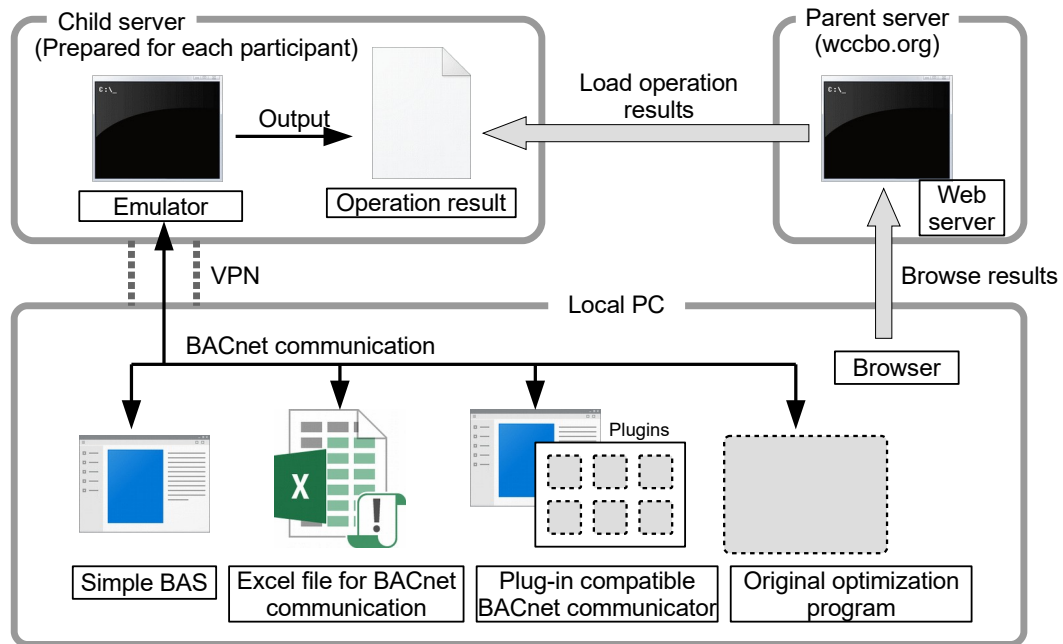 Child server
(Prepared for each participant)
C:\_
Output
Emulator
Operation result
Load operation
results
Parent server
(wccbo.org)
C:\_
Web
server
VPN
Browse results
Local PC
BACnet communication
Browser
Plugins
X
!
Simple BAS
Excel file for BACnet
communication
Plug-in compatible
BACnet communicator
Original optimization
program